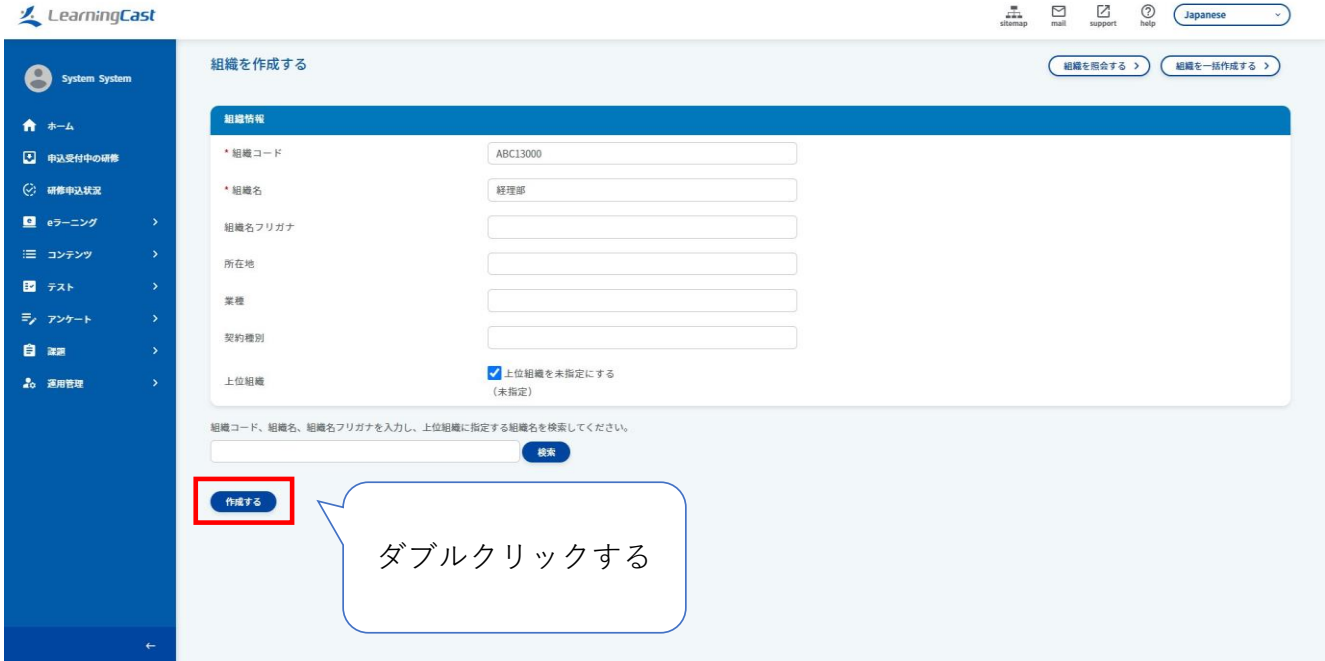 LearningCast
sitemap
mail
support
help
Japanese
System System
ホーム
申込受付中の研修
研修申込状況
eラーニング
コンテンツ
テスト
アンケート
課題
運用管理
組織を作成する
組織を照会する
組織を一括作成する
組織情報
* 組織コード
ABC13000
* 組織名
経理部
組織名フリガナ
所在地
業種
契約種別
上位組織
上位組織を未指定にする
（未指定）
組織コード、組織名、組織名フリガナを入力し、上位組織に指定する組織名を検索してください。
検索
作成する
ダブルクリックする